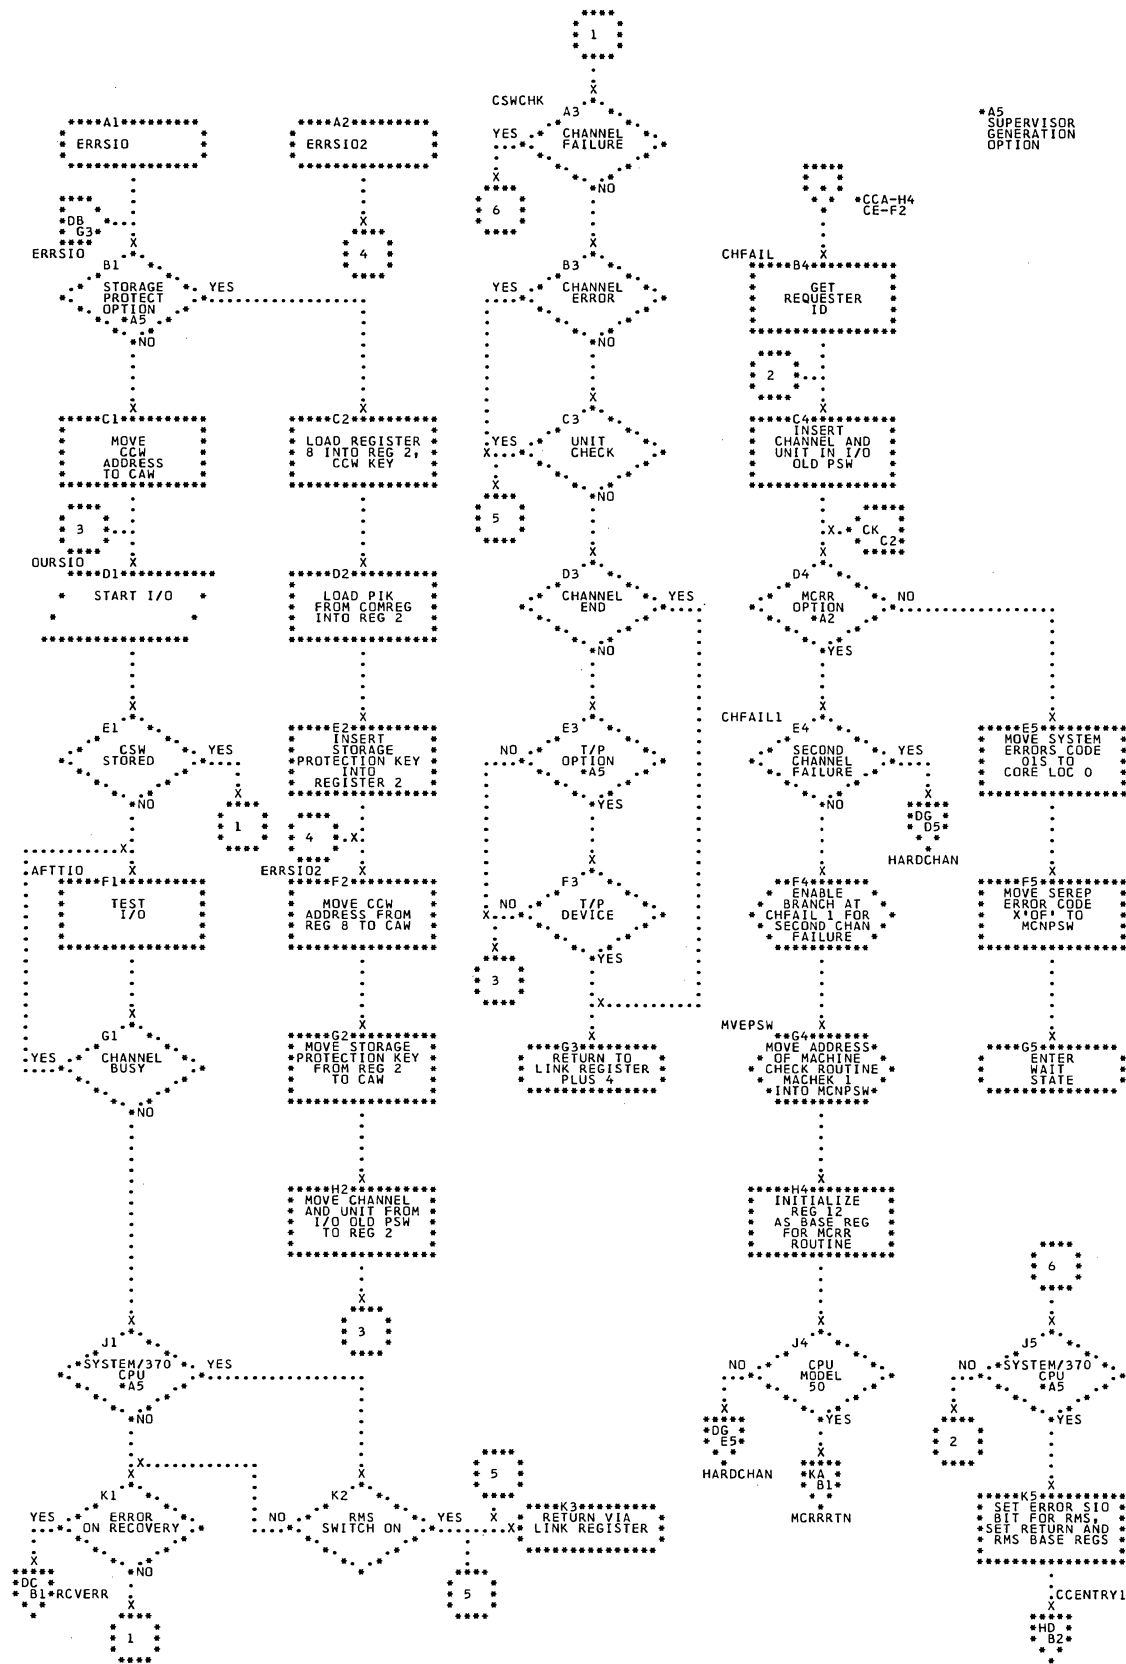 1
CSWCHK
A3
CHANNEL
FAILURE
YES
NO
6
B3
CHANNEL
ERROR
YES
NO
C3
UNIT
CHECK
YES
NO
5
D3
CHANNEL
END
YES
NO
E3
T/P
OPTION
*A5
NO
YES
F3
T/P
DEVICE
NO
YES
3
G3
RETURN TO
LINK REGISTER
PLUS 4
A1
ERRSIO
DB
G3
ERRSIO
B1
STORAGE
PROTECT
OPTION
*A5
YES
NO
C1
MOVE
CCW
ADDRESS
TO CAW
3
OURSIO
D1
START I/O
E1
CSW
STORED
YES
NO
1
AFTTIO
F1
TEST
I/O
G1
CHANNEL
BUSY
YES
NO
J1
SYSTEM/370
CPU
*A5
YES
NO
K1
ERROR
ON RECOVERY
YES
NO
DC
B1
RCVERR
1
A2
ERRSIO2
4
C2
LOAD REGISTER
8 INTO REG 2,
CCW KEY
D2
LOAD PIK
FROM COMREG
INTO REG 2
E2
INSERT
STORAGE
PROTECTION KEY
INTO
REGISTER 2
4
ERRSIO2
F2
MOVE CCW
ADDRESS FROM
REG 8 TO CAW
G2
MOVE STORAGE
PROTECTION KEY
FROM REG 2
TO CAW
H2
MOVE CHANNEL
AND UNIT FROM
I/O OLD PSW
TO REG 2
3
K2
RMS
SWITCH ON
NO
YES
5
5
K3
RETURN VIA
LINK REGISTER
*A5
SUPERVISOR
GENERATION
OPTION
*CCA-H4
CE-F2
CHFAIL
B4
GET
REQUESTER
ID
2
C4
INSERT
CHANNEL AND
UNIT IN I/O
OLD PSW
CK
C2
D4
MCRR
OPTION
*A2
NO
YES
CHFAIL1
E4
SECOND
CHANNEL
FAILURE
YES
NO
DG
D5
HARDCHAN
F4
ENABLE
BRANCH AT
CHFAIL 1 FOR
SECOND CHAN
FAILURE
MVEPSW
G4
MOVE ADDRESS
OF MACHINE
CHECK ROUTINE
MACHEK 1
INTO MCNPSW
H4
INITIALIZE
REG 12
AS BASE REG
FOR MCRR
ROUTINE
J4
CPU
MODEL
50
NO
YES
DG
E5
HARDCHAN
KA
B1
MCRRRTN
E5
MOVE SYSTEM
ERRORS CODE
01S TO
CORE LOC 0
F5
MOVE SEREP
ERROR CODE
X'0F' TO
MCNPSW
G5
ENTER
WAIT
STATE
6
J5
SYSTEM/370
CPU
*A5
NO
YES
2
K5
SET ERROR SIO
BIT FOR RMS,
SET RETURN AND
RMS BASE REGS
CCENTRY1
HD
B2